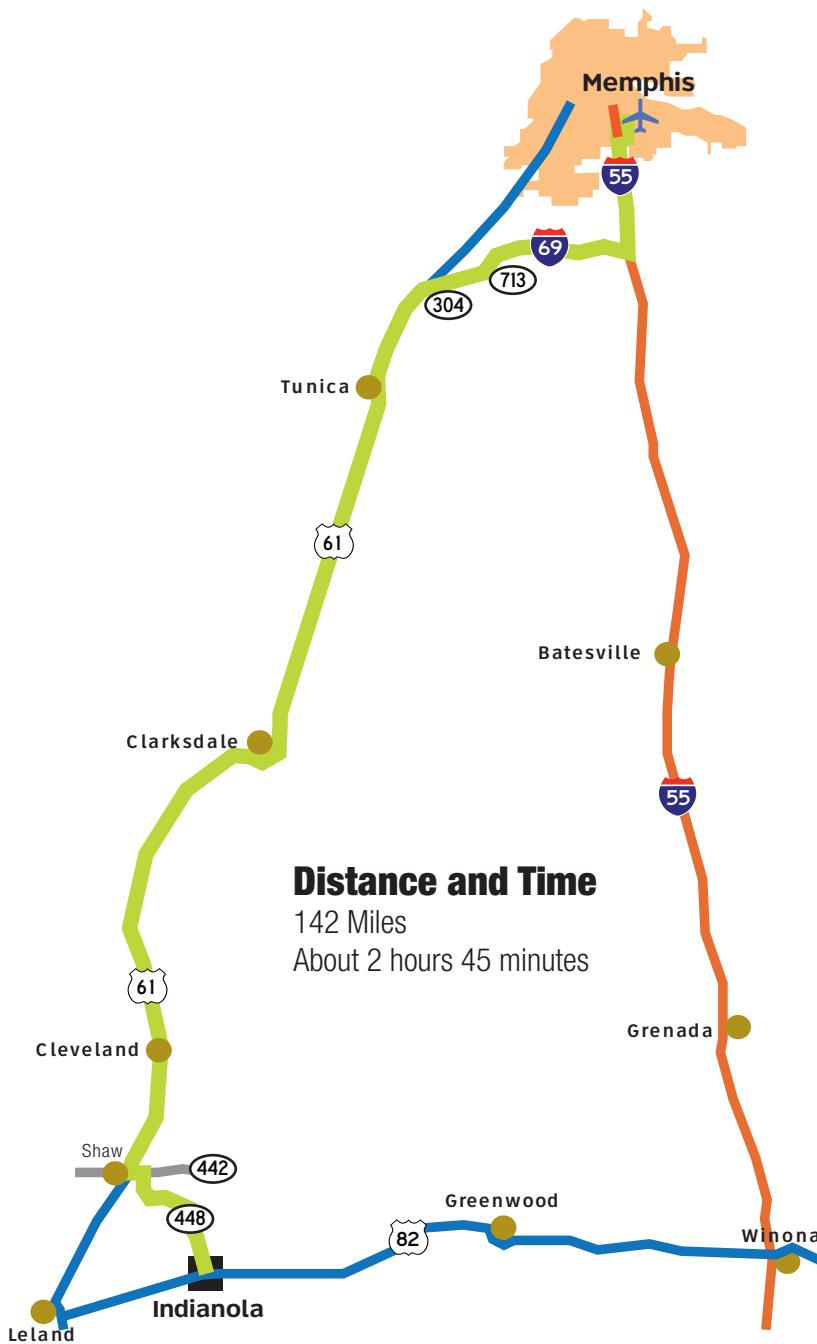 Memphis
55
69
713
304
Tunica
61
Batesville
Clarksdale
55
Distance and Time
142 Miles
About 2 hours 45 minutes
61
Grenada
Cleveland
Shaw
442
Greenwood
448
82
Winona
Indianola
Leland